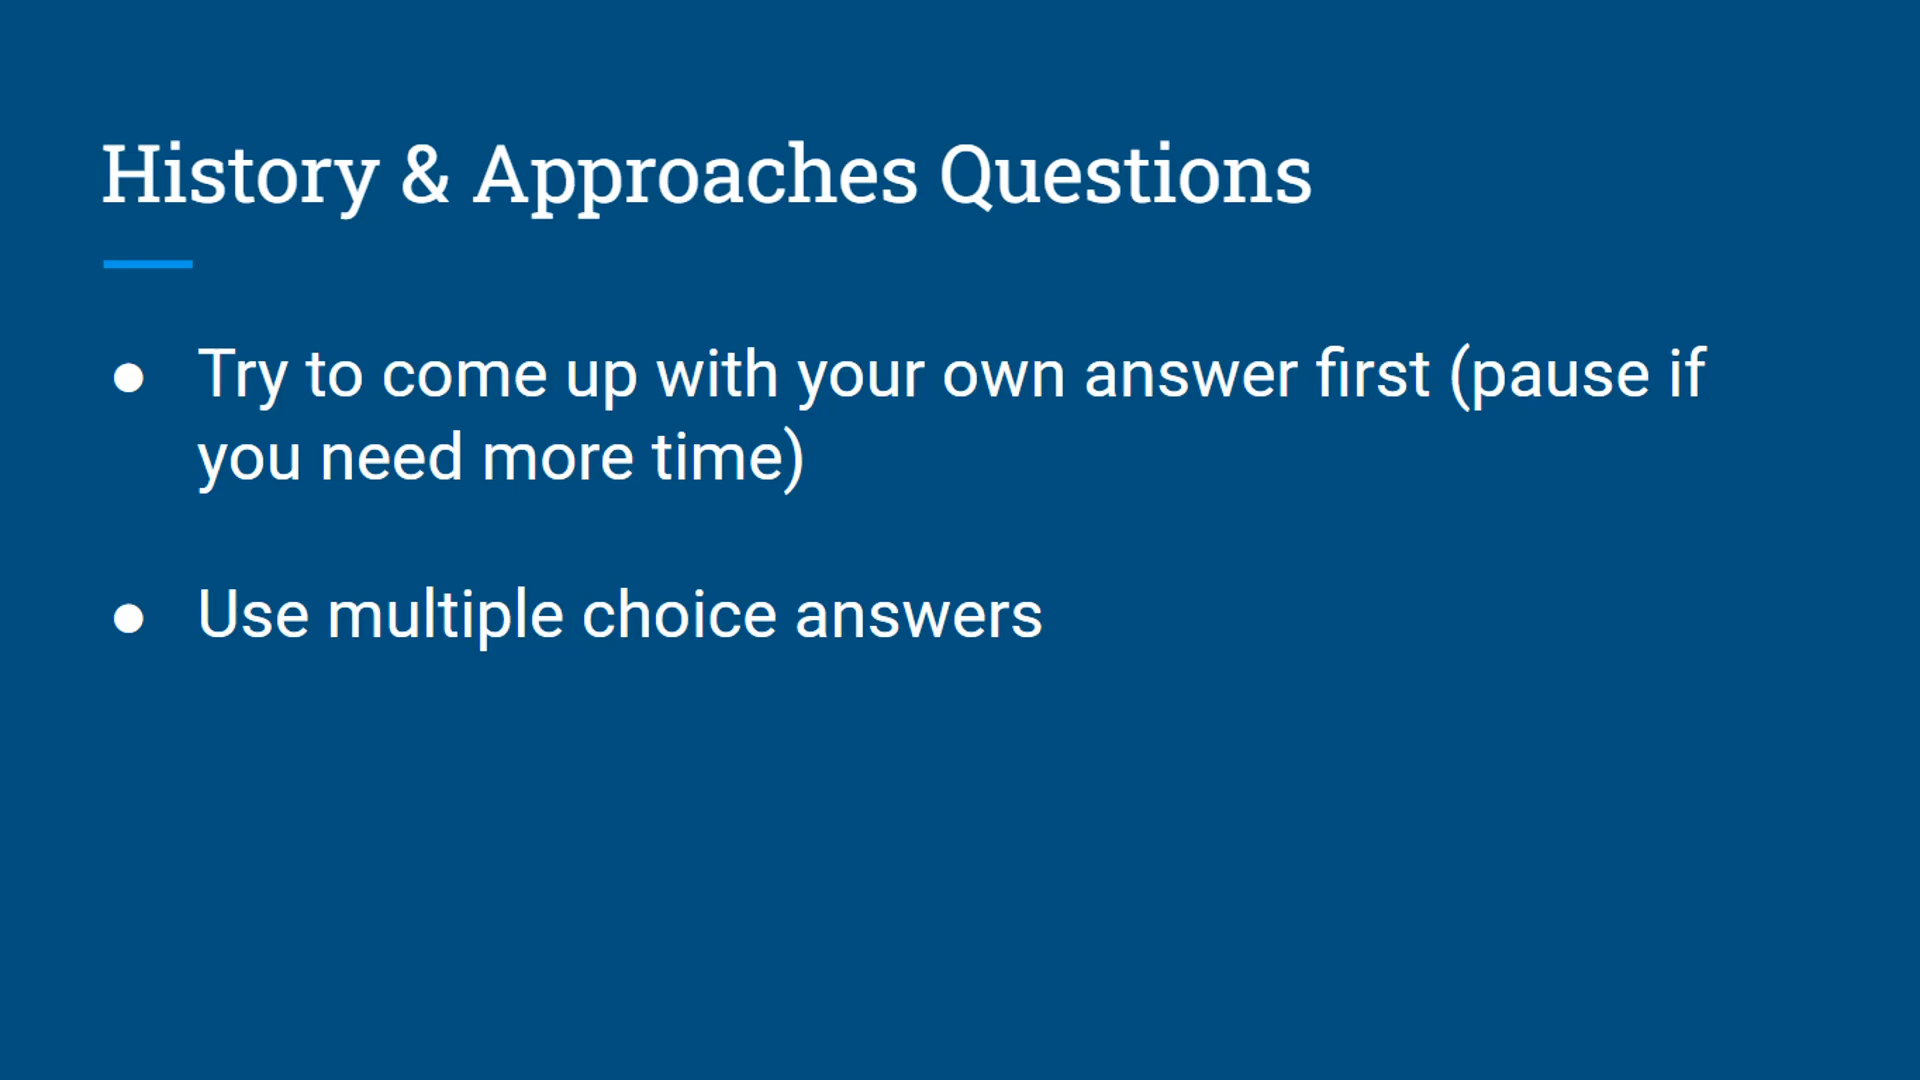 History & Approaches Questions
● Try to come up with your own answer first (pause if
you need more time)
● Use multiple choice answers